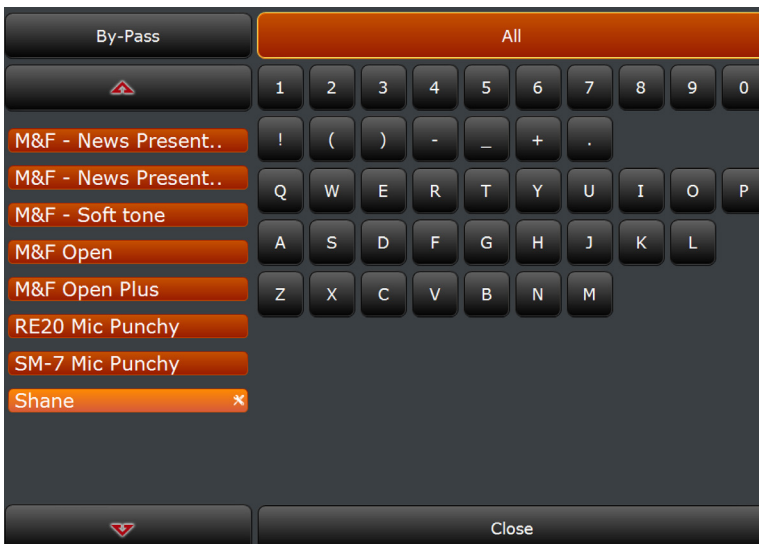 By-Pass
All
1 2 3 4 5 6 7 8 9 0
M&F - News Present..
! ( ) - _ + .
M&F - News Present..
Q W E R T Y U I O P
M&F - Soft tone
M&F Open
A S D F G H J K L
M&F Open Plus
Z X C V B N M
RE20 Mic Punchy
SM-7 Mic Punchy
Shane
Close